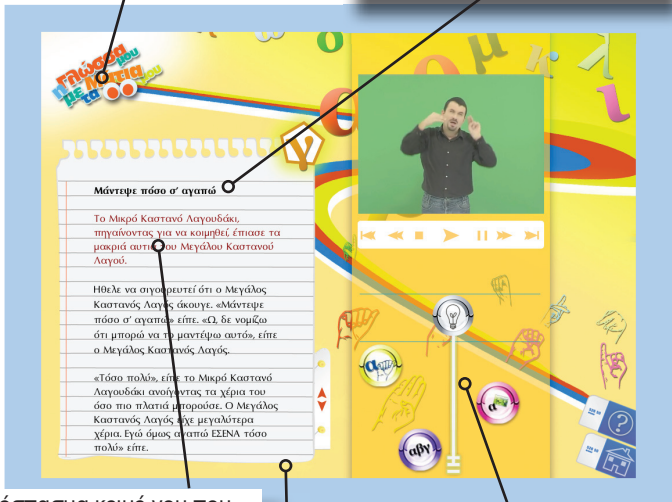 η Γλώσσα μου
με τα Μάτια μου
γ
Μάντεψε πόσο σ' αγαπώ
Το Μικρό Καστανό Λαγουδάκι,
πηγαίνοντας για να κοιμηθεί, έπιασε τα
μακριά αυτιά του Μεγάλου Καστανού
Λαγού.
Ήθελε να σιγουρευτεί ότι ο Μεγάλος
Καστανός Λαγός άκουγε. «Μάντεψε
πόσο σ' αγαπώ» είπε. «Ω, δε νομίζω
ότι μπορώ να το μαντέψω αυτό», είπε
ο Μεγάλος Καστανός Λαγός.
«Τόσο πολύ», είπε το Μικρό Καστανό
Λαγουδάκι ανοίγοντας τα χέρια του
όσο πιο πλατιά μπορούσε. Ο Μεγάλος
Καστανός Λαγός είχε μεγαλύτερα
χέρια. Εγώ όμως αγαπώ ΕΣΕΝΑ τόσο
πολύ» είπε.
αβγ